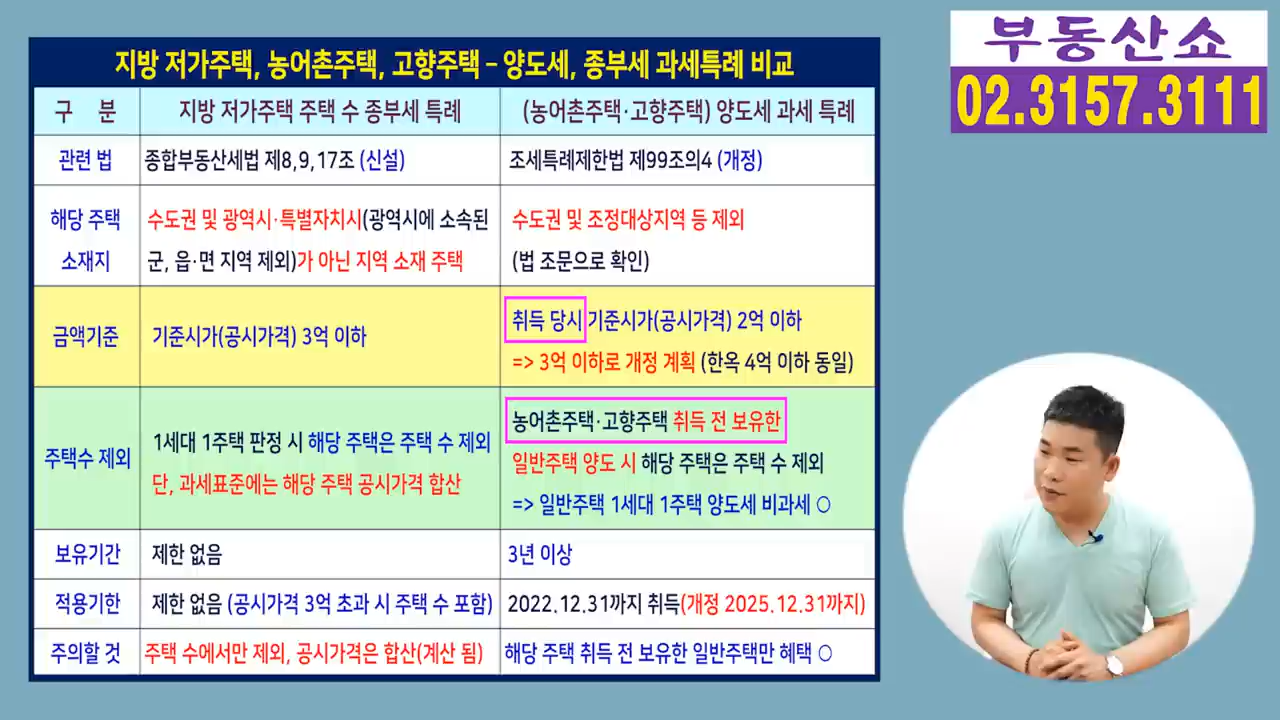 부동산쇼
02.3157.3111
지방 저가주택, 농어촌주택, 고향주택 – 양도세, 종부세 과세특례 비교
구 분 지방 저가주택 주택 수 종부세 특례 (농어촌주택·고향주택) 양도세 과세 특례
관련 법 종합부동산세법 제8,9,17조 (신설) 조세특례제한법 제99조의4 (개정)
해당 주택 수도권 및 광역시·특별자치시(광역시에 소속된 수도권 및 조정대상지역 등 제외
소재지 군, 읍·면 지역 제외)가 아닌 지역 소재 주택 (법 조문으로 확인)
금액기준 기준시가(공시가격) 3억 이하 취득 당시 기준시가(공시가격) 2억 이하
=> 3억 이하로 개정 계획 (한옥 4억 이하 동일)
주택수 제외 1세대 1주택 판정 시 해당 주택은 주택 수 제외 농어촌주택·고향주택 취득 전 보유한
단, 과세표준에는 해당 주택 공시가격 합산 일반주택 양도 시 해당 주택은 주택 수 제외
=> 일반주택 1세대 1주택 양도세 비과세 ○
보유기간 제한 없음 3년 이상
적용기한 제한 없음 (공시가격 3억 초과 시 주택 수 포함) 2022.12.31까지 취득(개정 2025.12.31까지)
주의할 것 주택 수에서만 제외, 공시가격은 합산(계산 됨) 해당 주택 취득 전 보유한 일반주택만 혜택 ○